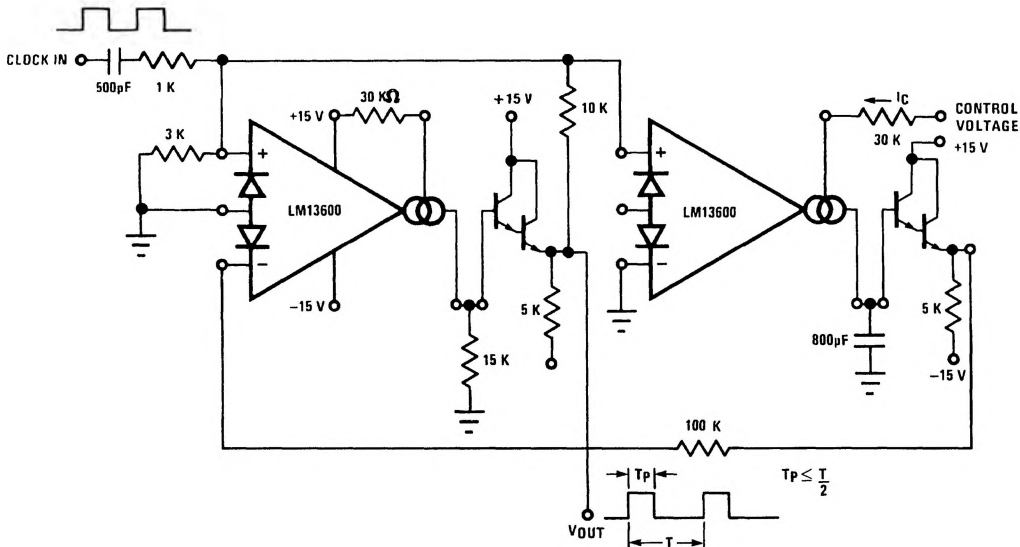 CLOCK IN
500pF
1 K
3 K
+15 V
30 KΩ
+
LM13600
−
−15 V
+15 V
10 K
5 K
15 K
+
LM13600
−
IC
30 K
CONTROL
VOLTAGE
+15 V
5 K
800μF
−15 V
100 K
TP
TP ≤ T/2
VOUT
T